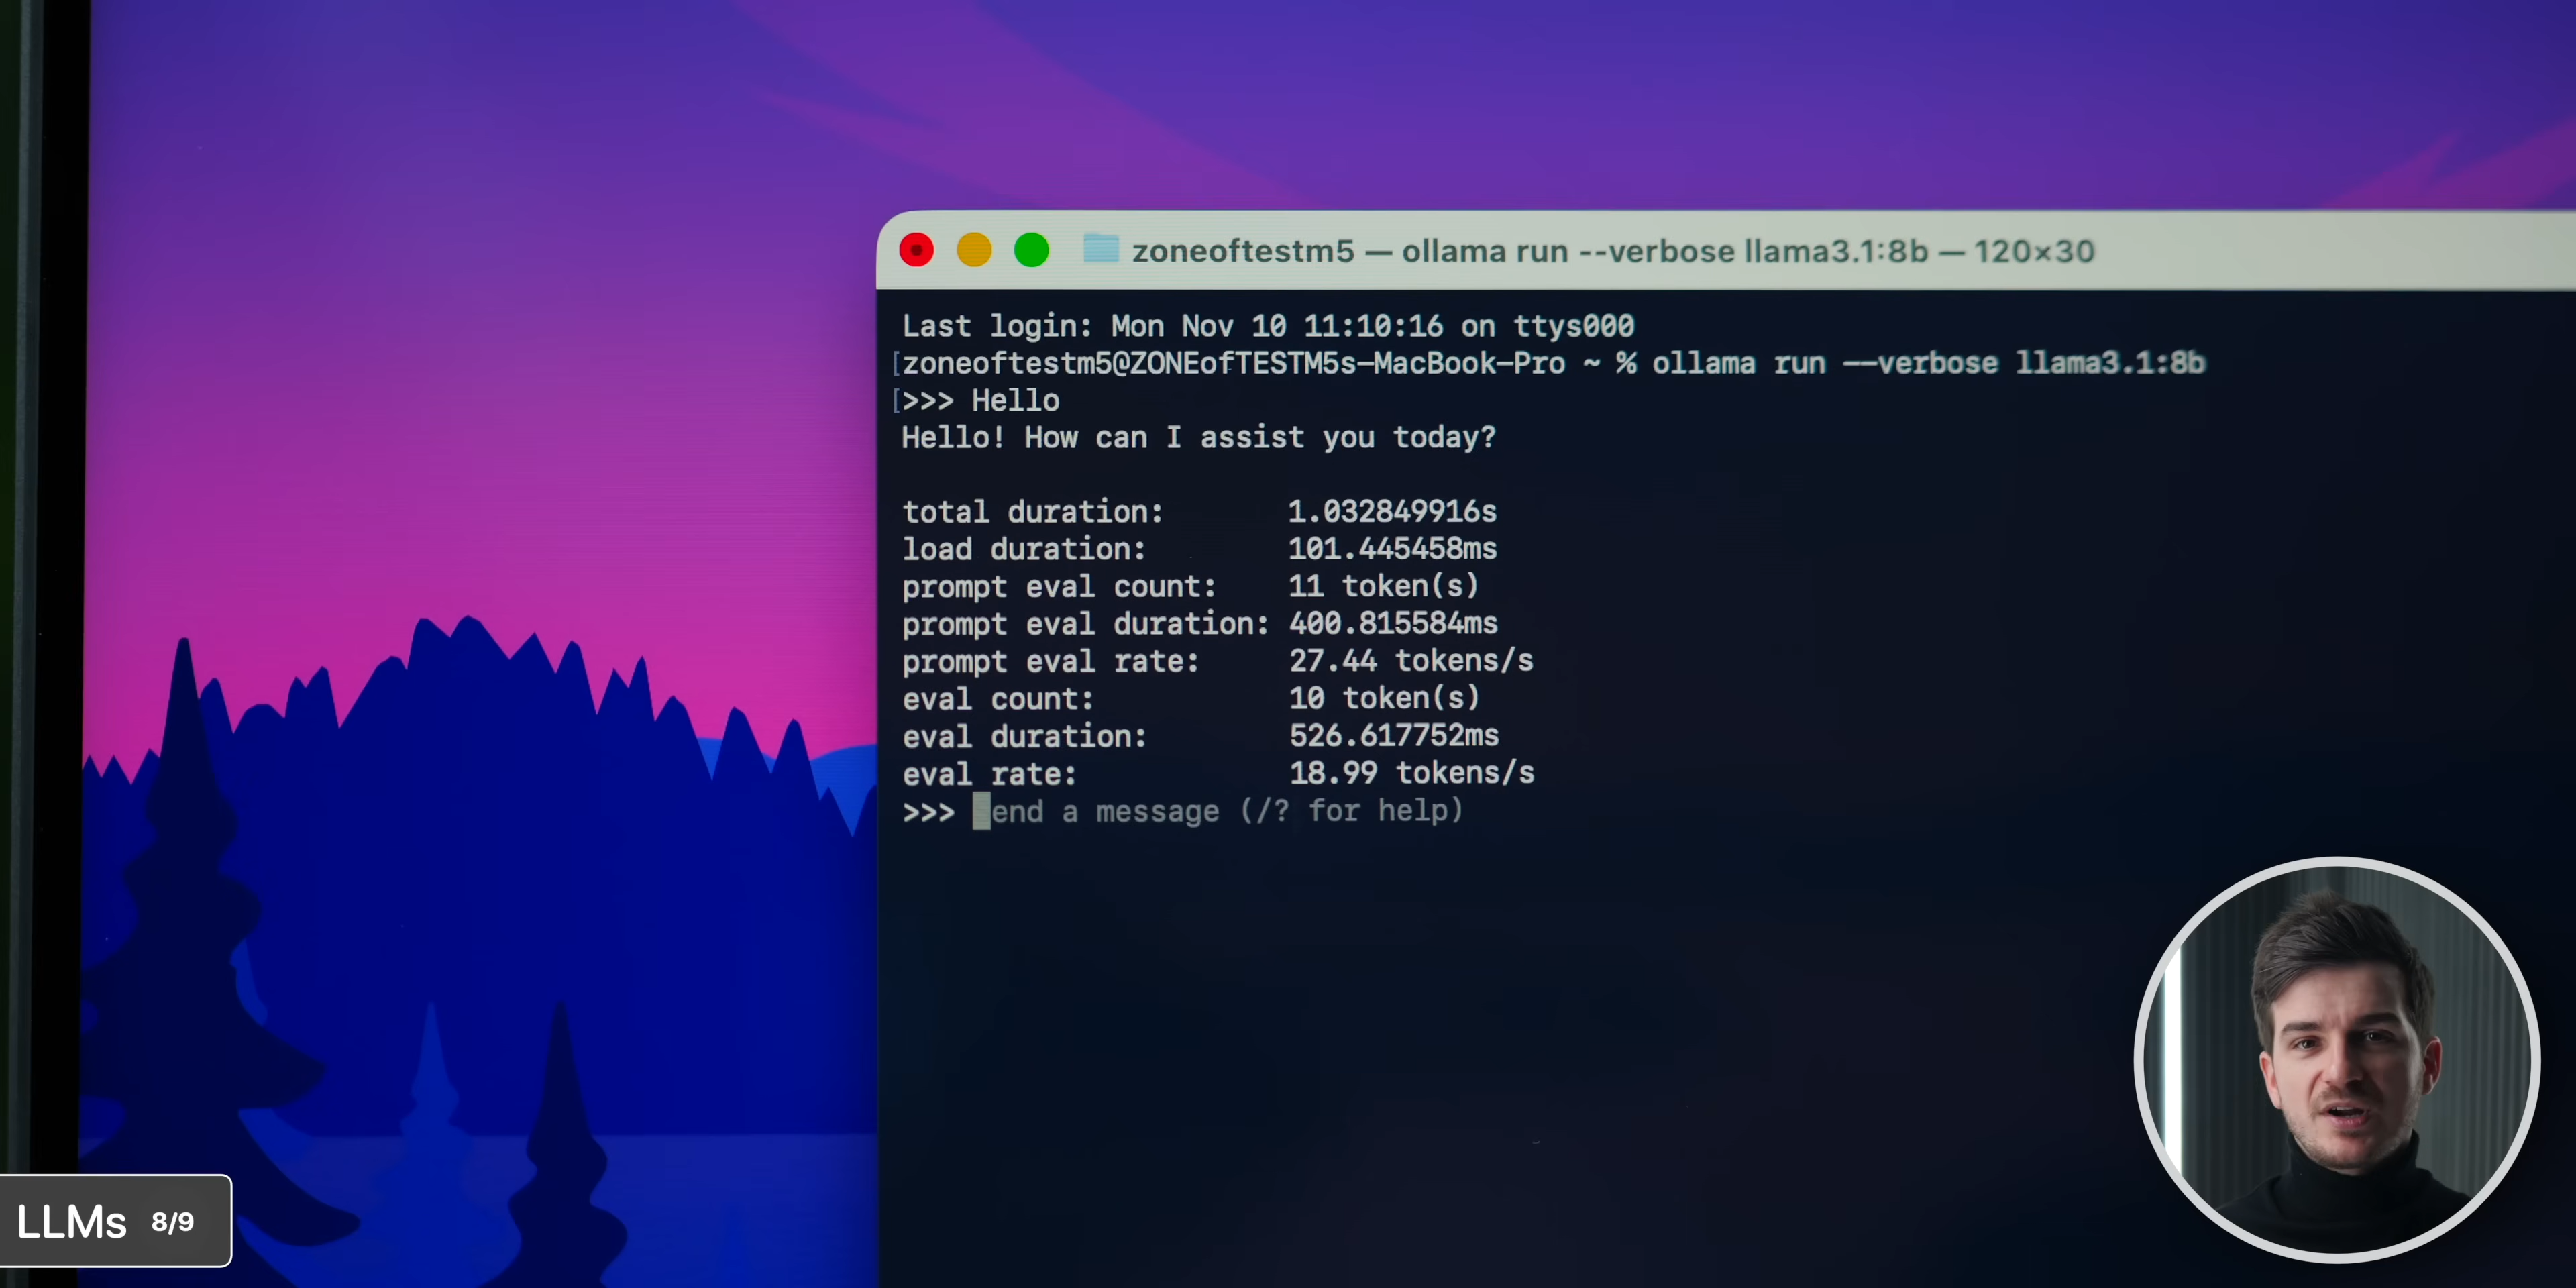 zoneoftestm5 — ollama run --verbose llama3.1:8b — 120×30
Last login: Mon Nov 10 11:10:16 on ttys000
[zoneoftestm5@ZONEofTESTM5s-MacBook-Pro ~ % ollama run --verbose llama3.1:8b
[>>> Hello
Hello! How can I assist you today?
total duration: 1.032849916s
load duration: 101.445458ms
prompt eval count: 11 token(s)
prompt eval duration: 400.815584ms
prompt eval rate: 27.44 tokens/s
eval count: 10 token(s)
eval duration: 526.617752ms
eval rate: 18.99 tokens/s
>>> end a message (/? for help)
LLMs 8/9